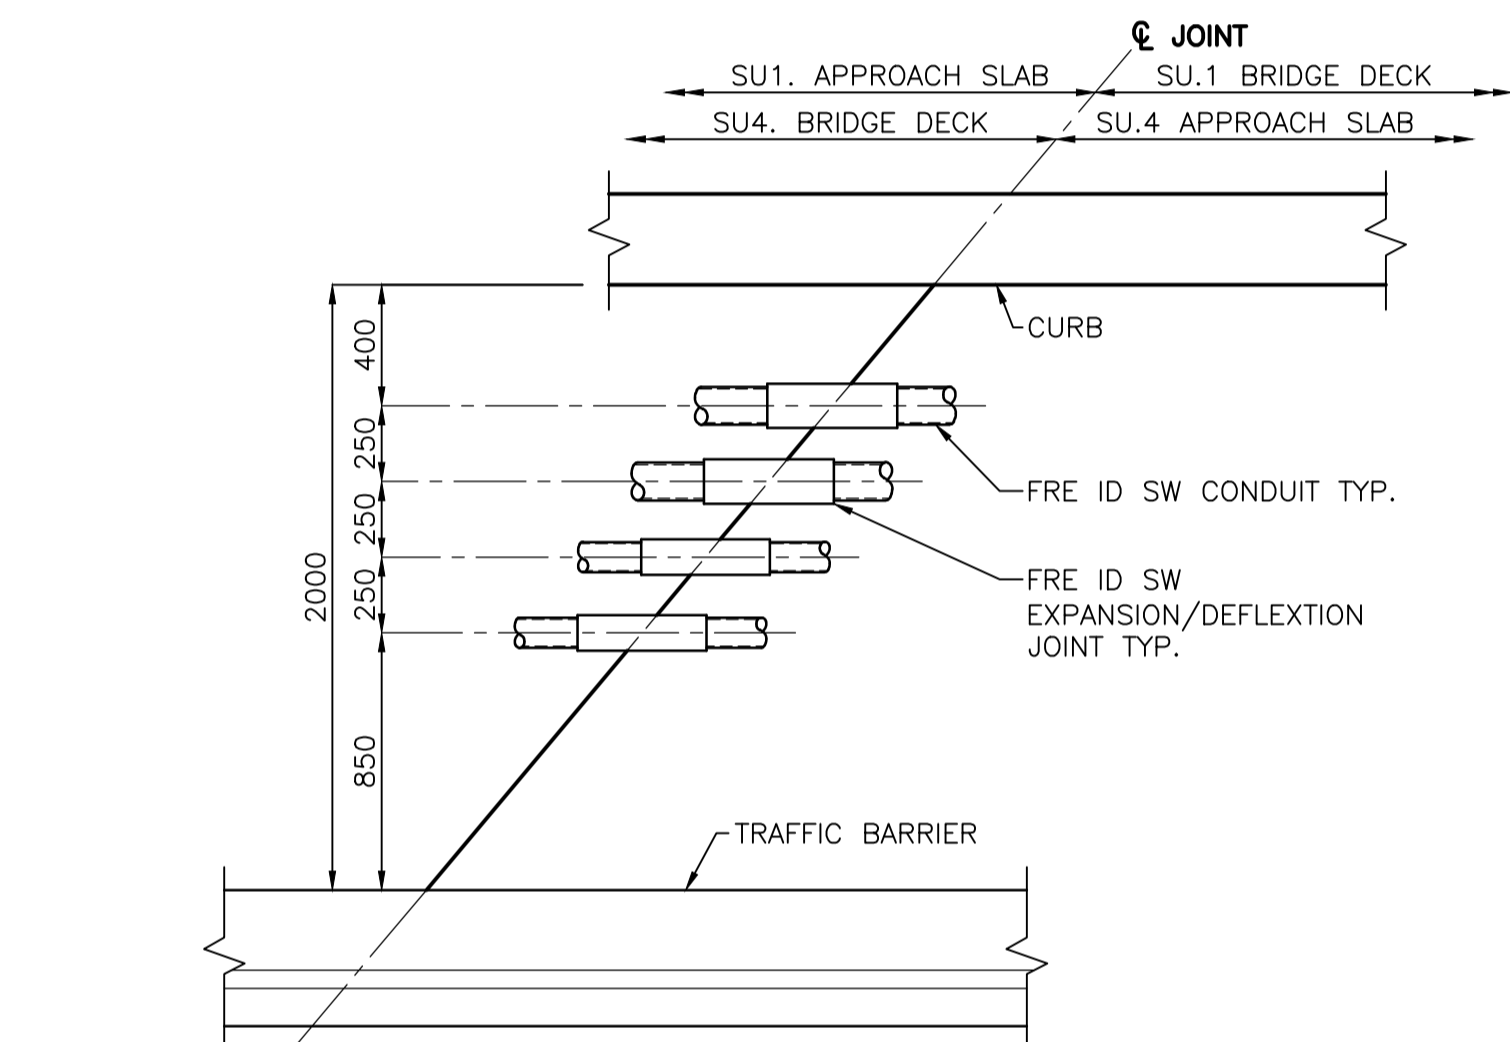 ℄ JOINT
SU1. APPROACH SLAB
SU.1 BRIDGE DECK
SU4. BRIDGE DECK
SU.4 APPROACH SLAB
CURB
400
250
250
250
850
2000
FRE ID SW CONDUIT TYP.
FRE ID SW
EXPANSION/DEFLEXTION
JOINT TYP.
TRAFFIC BARRIER